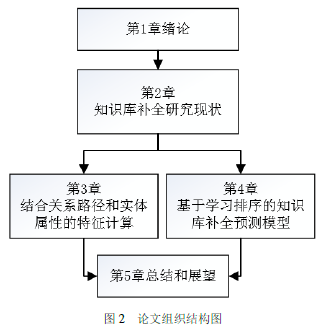 第1章绪论
第2章
知识库补全研究现状
第3章
结合关系路径和实体
属性的特征计算
第4章
基于学习排序的知识
库补全预测模型
第5章总结和展望
图2 论文组织结构图